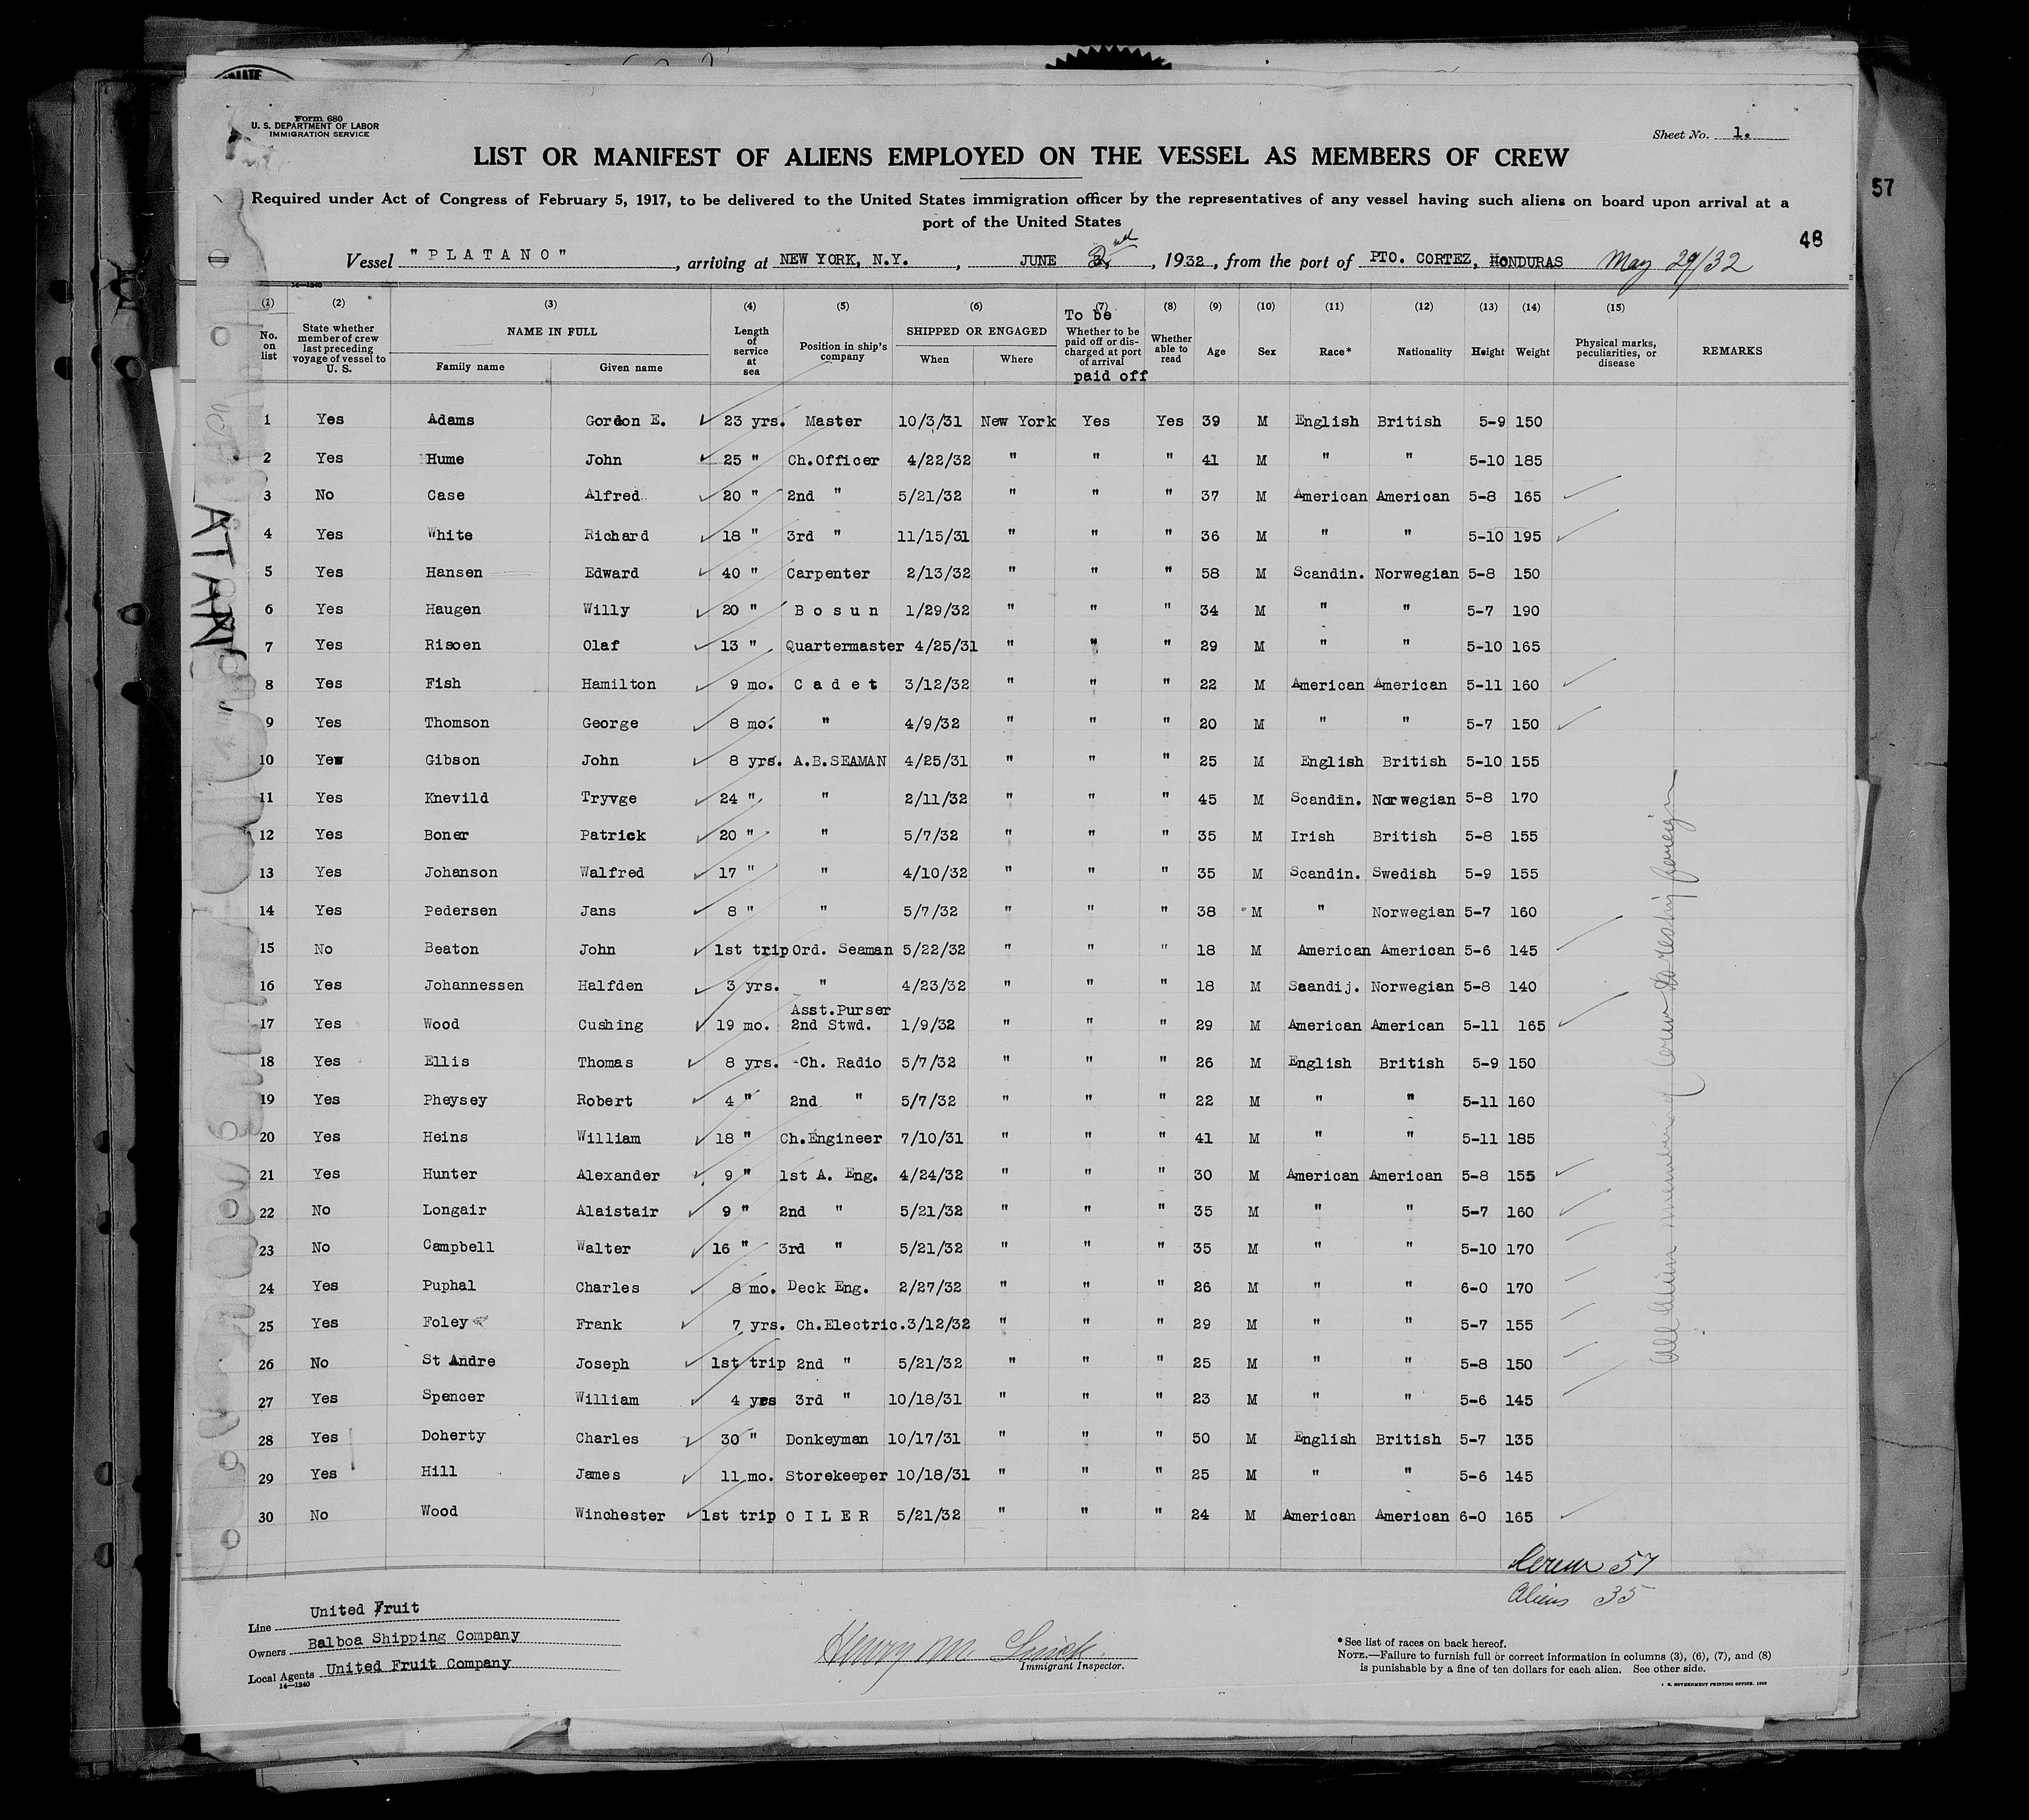 Form 680
U. S. DEPARTMENT OF LABOR
IMMIGRATION SERVICE
Sheet No. 1.
LIST OR MANIFEST OF ALIENS EMPLOYED ON THE VESSEL AS MEMBERS OF CREW
57
Required under Act of Congress of February 5, 1917, to be delivered to the United States immigration officer by the representatives of any vessel having such aliens on board upon arrival at a
port of the United States
48
Vessel "PLATANO", arriving at NEW YORK, N.Y., JUNE 2nd, 1932, from the port of PTO. CORTEZ, HONDURAS May 29/32
14—1240
(1) (2) (3) (4) (5) (6) (7) (8) (9) (10) (11) (12) (13) (14) (15)
No. on list | State whether member of crew last preceding voyage of vessel to U. S. | NAME IN FULL Family name Given name | Length of service at sea | Position in ship's company | SHIPPED OR ENGAGED When Where | To be Whether to be paid off or discharged at port of arrival paid off | Whether able to read | Age | Sex | Race* | Nationality | Height | Weight | Physical marks, peculiarities, or disease | REMARKS
1 Yes Adams Gordon E. 23 yrs. Master 10/3/31 New York Yes Yes 39 M English British 5-9 150
2 Yes Hume John 25 " Ch.Officer 4/22/32 " " " 41 M " " 5-10 185
3 No Case Alfred 20 " 2nd " 5/21/32 " " " 37 M American American 5-8 165
4 Yes White Richard 18 " 3rd " 11/15/31 " " " 36 M " " 5-10 195
5 Yes Hansen Edward 40 " Carpenter 2/13/32 " " " 58 M Scandin. Norwegian 5-8 150
6 Yes Haugen Willy 20 " Bosun 1/29/32 " " " 34 M " " 5-7 190
7 Yes Risoen Olaf 13 " Quartermaster 4/25/31 " " " 29 M " " 5-10 165
8 Yes Fish Hamilton 9 mo. Cadet 3/12/32 " " " 22 M American American 5-11 160
9 Yes Thomson George 8 mo. " 4/9/32 " " " 20 M " " 5-7 150
10 Yes Gibson John 8 yrs. A.B.SEAMAN 4/25/31 " " " 25 M English British 5-10 155
11 Yes Knevild Tryvge 24 " " 2/11/32 " " " 45 M Scandin. Norwegian 5-8 170
12 Yes Boner Patrick 20 " " 5/7/32 " " " 35 M Irish British 5-8 155
13 Yes Johanson Walfred 17 " " 4/10/32 " " " 35 M Scandin. Swedish 5-9 155
14 Yes Pedersen Jans 8 " " 5/7/32 " " " 38 M " Norwegian 5-7 160
15 No Beaton John 1st trip Ord. Seaman 5/22/32 " " " 18 M American American 5-6 145
16 Yes Johannessen Halfden 3 yrs. " 4/23/32 " " " 18 M Saandij. Norwegian 5-8 140
17 Yes Wood Cushing 19 mo. Asst.Purser 2nd Stwd. 1/9/32 " " " 29 M American American 5-11 165
18 Yes Ellis Thomas 8 yrs. Ch. Radio 5/7/32 " " " 26 M English British 5-9 150
19 Yes Pheysey Robert 4 " 2nd " 5/7/32 " " " 22 M " " 5-11 160
20 Yes Heins William 18 " Ch.Engineer 7/10/31 " " " 41 M " " 5-11 185
21 Yes Hunter Alexander 9 " 1st A. Eng. 4/24/32 " " " 30 M American American 5-8 155
22 No Longair Alaistair 9 " 2nd " 5/21/32 " " " 35 M " " 5-7 160
23 No Campbell Walter 16 " 3rd " 5/21/32 " " " 35 M " " 5-10 170
24 Yes Puphal Charles 8 mo. Deck Eng. 2/27/32 " " " 26 M " " 6-0 170
25 Yes Foley Frank 7 yrs. Ch.Electric. 3/12/32 " " " 29 M " " 5-7 155
26 No St Andre Joseph 1st trip 2nd " 5/21/32 " " " 25 M " " 5-8 150
27 Yes Spencer William 4 yrs 3rd " 10/18/31 " " " 23 M " " 5-6 145
28 Yes Doherty Charles 30 " Donkeyman 10/17/31 " " " 50 M English British 5-7 135
29 Yes Hill James 11 mo. Storekeeper 10/18/31 " " " 25 M " " 5-6 145
30 No Wood Winchester 1st trip OILER 5/21/32 " " " 24 M American American 6-0 165
All Alien members of Crew to reship foreign
Crew 57
Aliens 35
Line United Fruit
Owners Balboa Shipping Company
Local Agents United Fruit Company
14—1240
Henry M.
Immigrant Inspector.
*See list of races on back hereof.
NOTE.—Failure to furnish full or correct information in columns (3), (6), (7), and (8)
is punishable by a fine of ten dollars for each alien. See other side.
GOVERNMENT PRINTING OFFICE